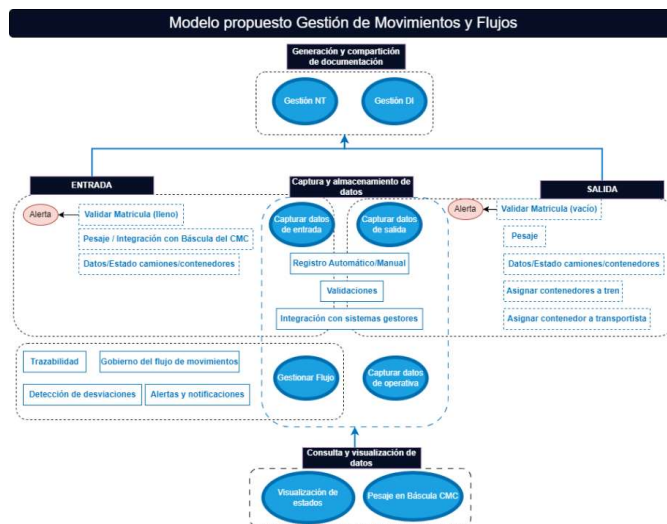 Modelo propuesto Gestión de Movimientos y Flujos
Generación y compartición
de documentación
Gestión NT
Gestión DI
ENTRADA
Captura y almacenamiento de
datos
SALIDA
Alerta
Validar Matricula (lleno)
Pesaje / Integración con Báscula del CMC
Datos/Estado camiones/contenedores
Capturar datos
de entrada
Capturar datos
de salida
Registro Automático/Manual
Validaciones
Integración con sistemas gestores
Alerta
Validar Matricula (vacío)
Pesaje
Datos/Estado camiones/contenedores
Asignar contenedores a tren
Asignar contenedor a transportista
Trazabilidad
Gobierno del flujo de movimientos
Detección de desviaciones
Alertas y notificaciones
Gestionar Flujo
Capturar datos
de operativa
Consulta y visualización de
datos
Visualización de
estados
Pesaje en Báscula CMC